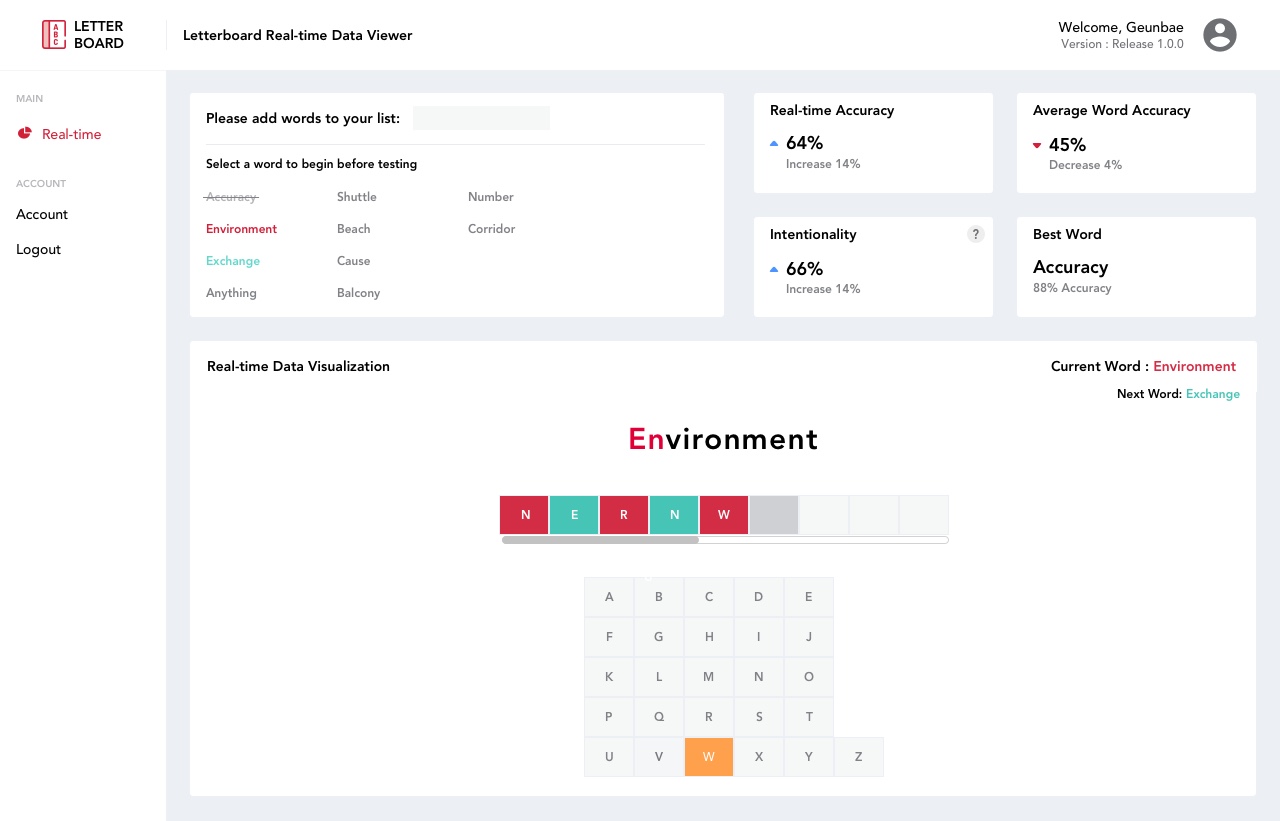 A
B
C
LETTER
BOARD
Letterboard Real-time Data Viewer
Welcome, Geunbae
Version : Release 1.0.0
MAIN
Real-time
ACCOUNT
Account
Logout
Please add words to your list:
Select a word to begin before testing
Accuracy Shuttle Number
Environment Beach Corridor
Exchange Cause
Anything Balcony
Real-time Accuracy
64%
Increase 14%
Average Word Accuracy
45%
Decrease 4%
Intentionality ?
66%
Increase 14%
Best Word
Accuracy
88% Accuracy
Real-time Data Visualization
Current Word : Environment
Next Word: Exchange
Environment
N E R N W
A B C D E
F G H I J
K L M N O
P Q R S T
U V W X Y Z